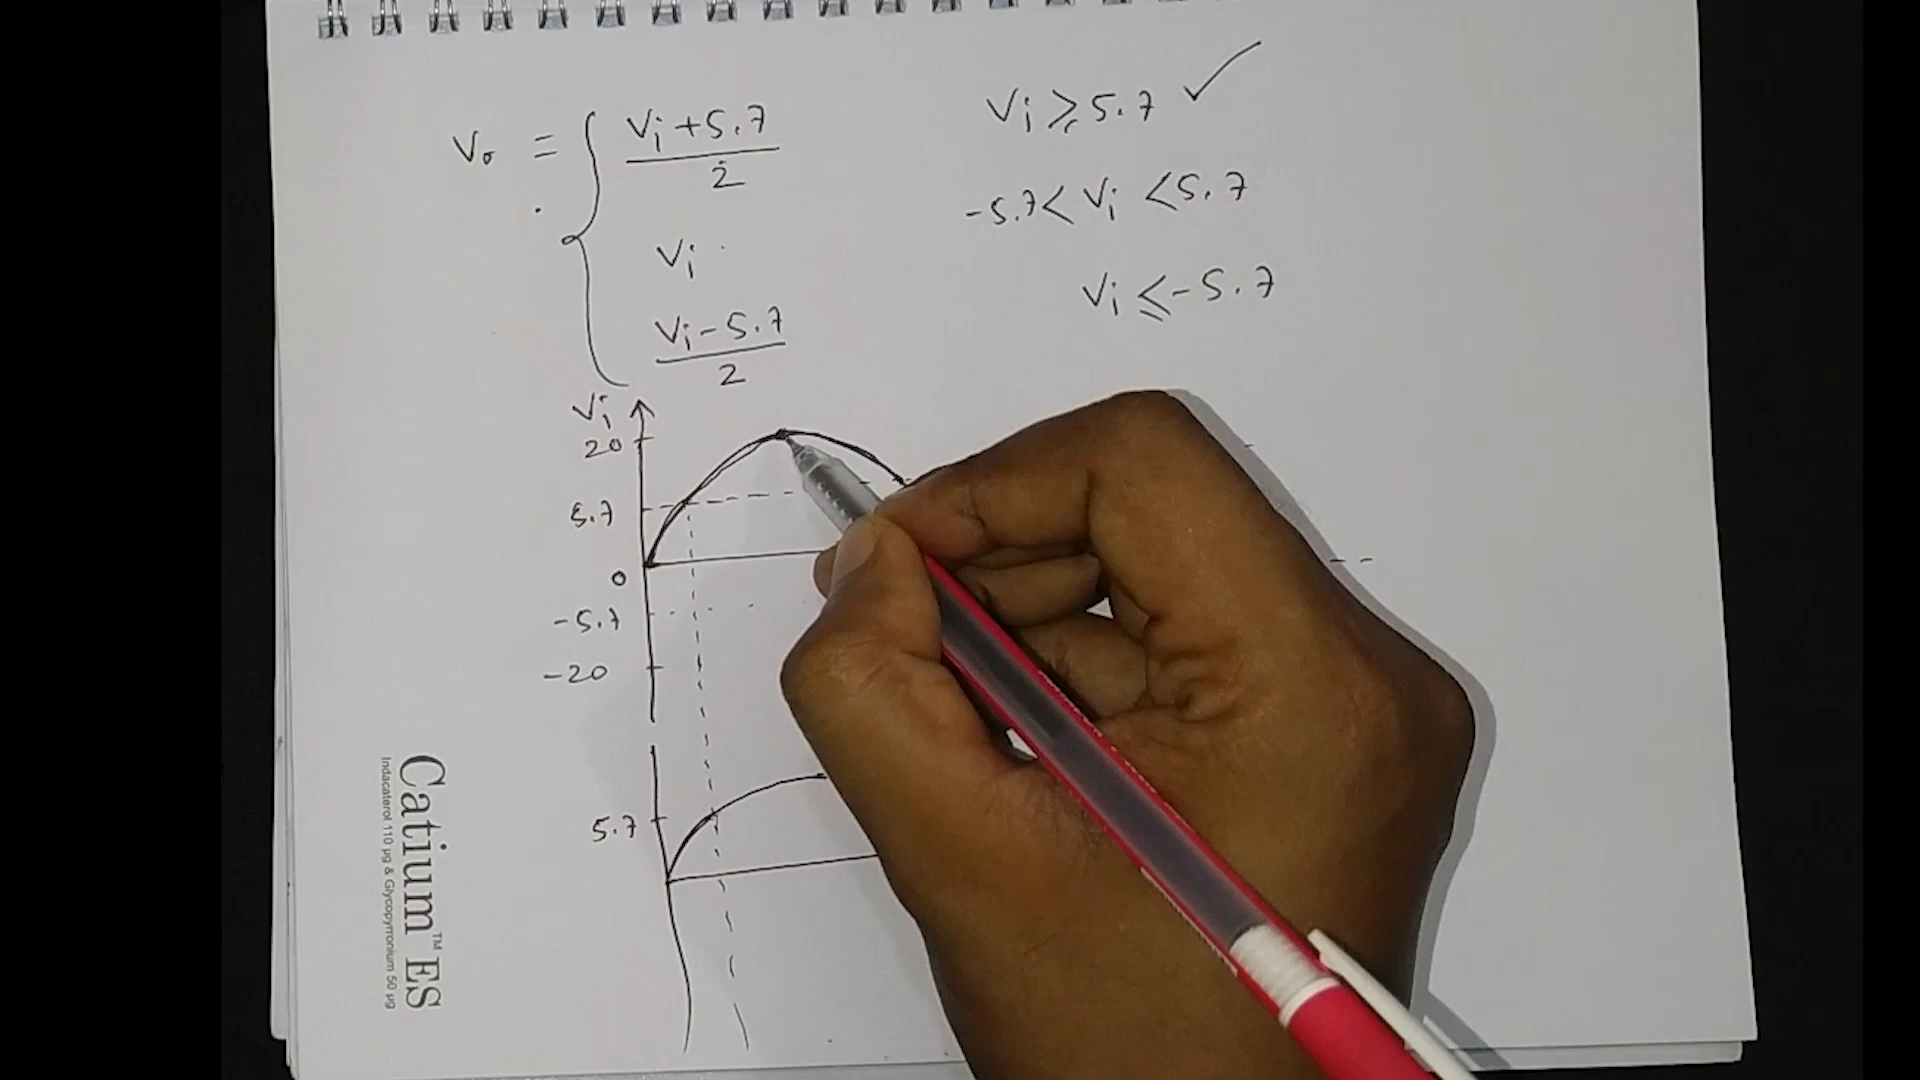 Vo = { Vi + 5.7 / 2    Vi ≥ 5.7 ✓
Vi    -5.7 < Vi < 5.7
Vi - 5.7 / 2    Vi ≤ -5.7
Vi
20
5.7
0
-5.7
-20
5.7
Catium™ ES
Indacaterol 110 µg & Glycopyrronium 50 µg